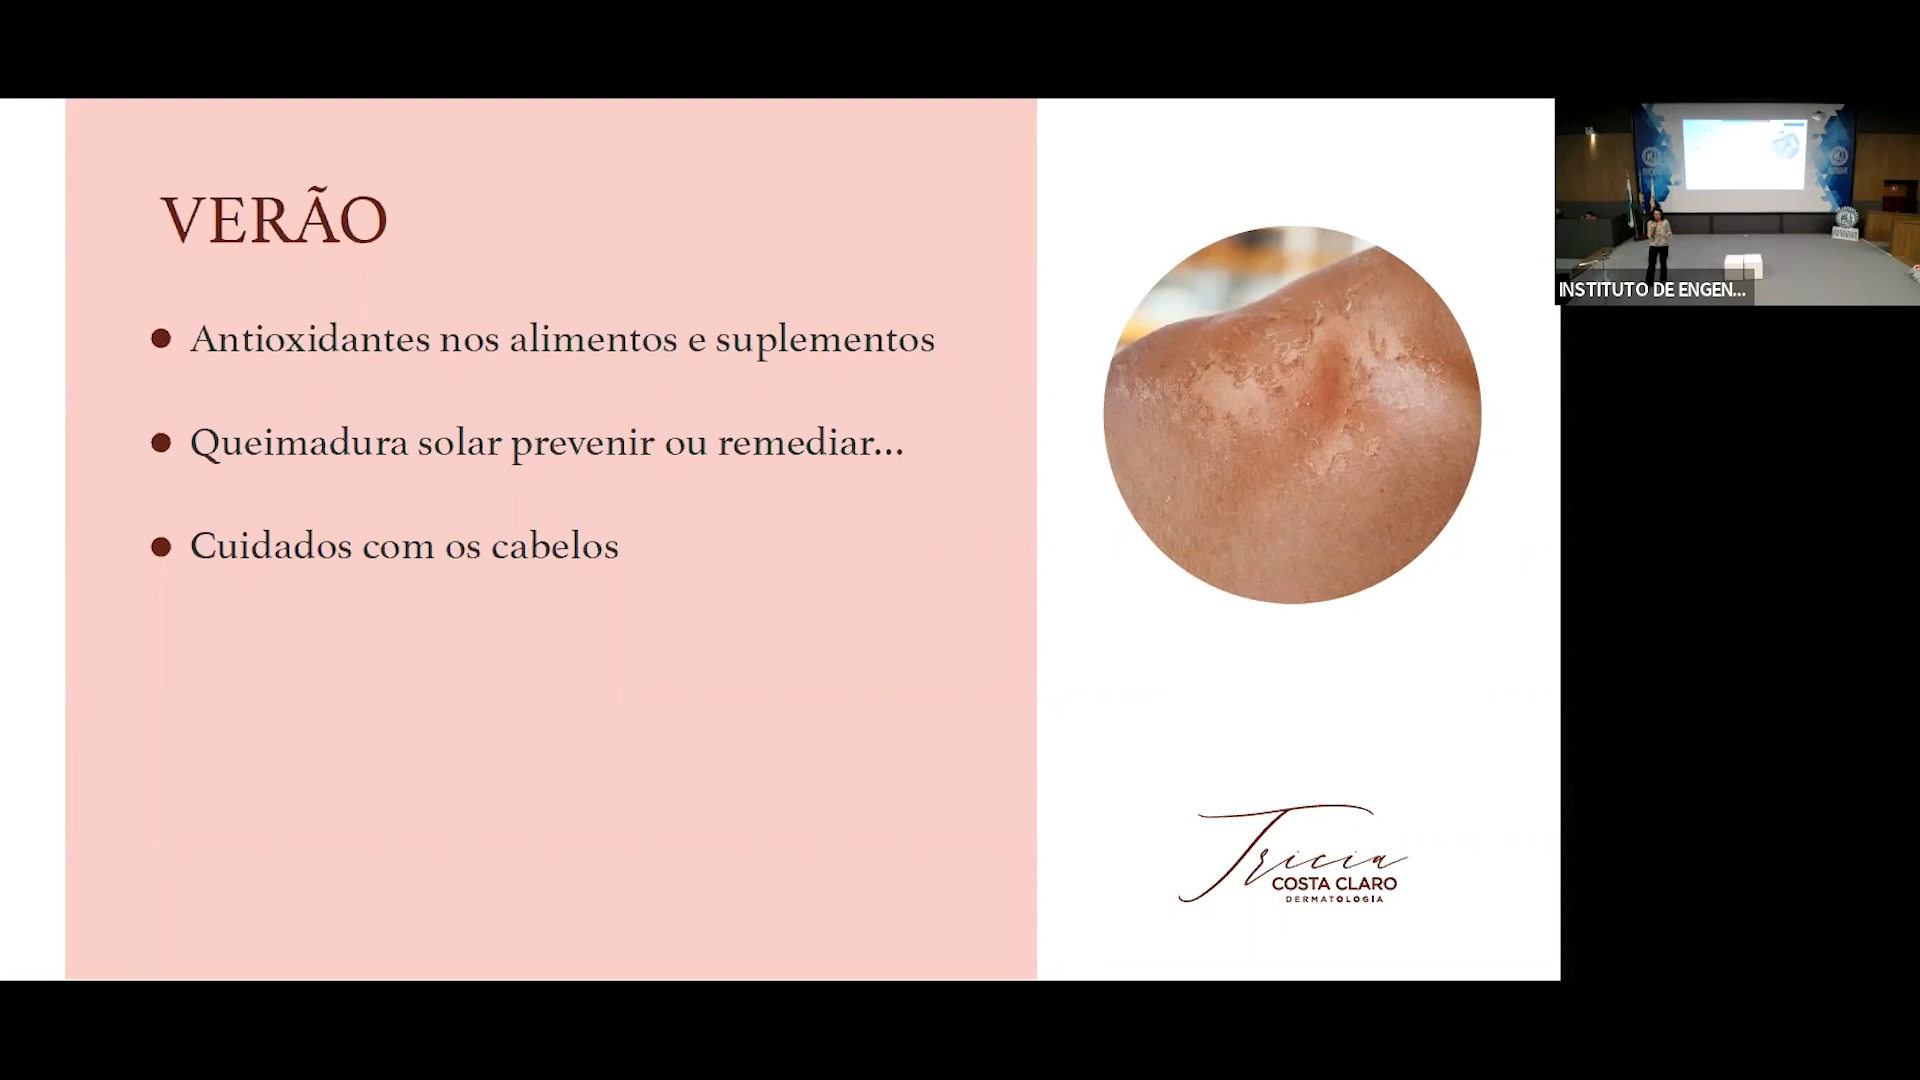 VERÃO
Antioxidantes nos alimentos e suplementos
Queimadura solar prevenir ou remediar...
Cuidados com os cabelos
Tricia
COSTA CLARO
DERMATOLOGIA
INSTITUTO DE ENGEN...